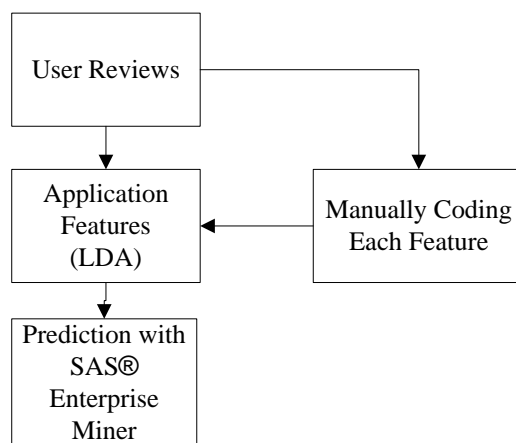 User Reviews
Application
Features
(LDA)
Manually Coding
Each Feature
Prediction with
SAS®
Enterprise
Miner